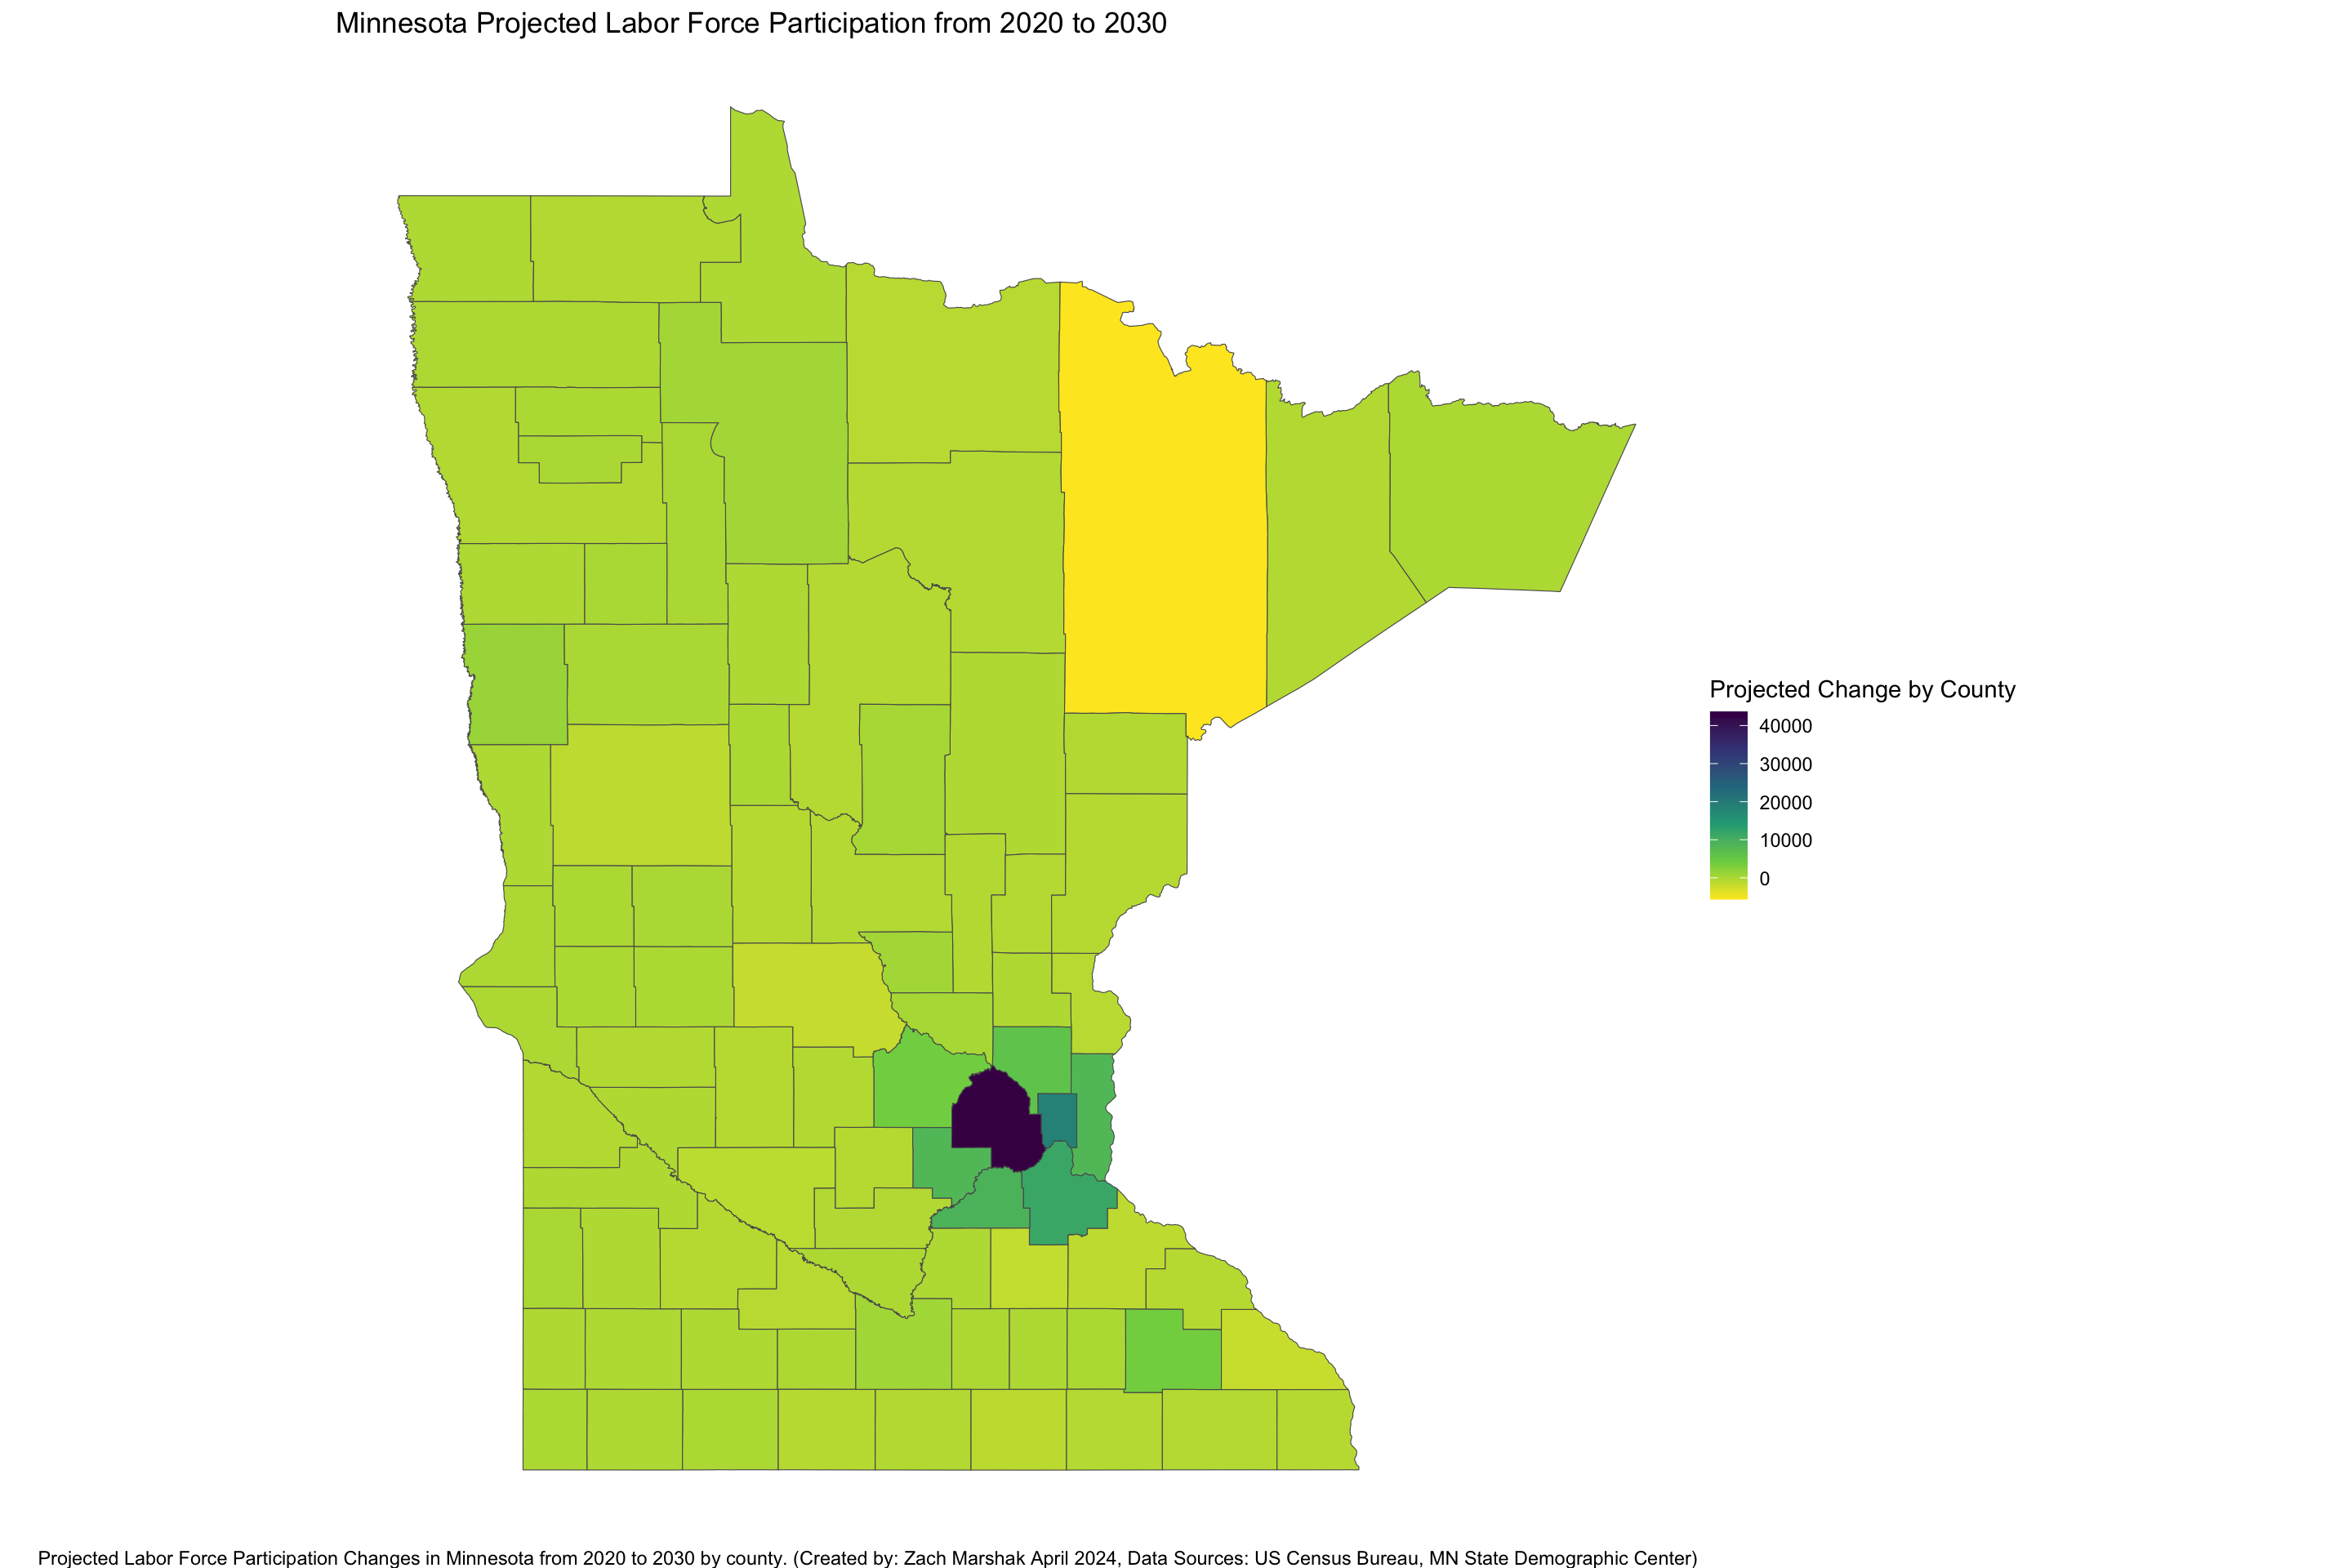 Minnesota Projected Labor Force Participation from 2020 to 2030
Projected Change by County
40000
30000
20000
10000
0
Projected Labor Force Participation Changes in Minnesota from 2020 to 2030 by county. (Created by: Zach Marshak April 2024, Data Sources: US Census Bureau, MN State Demographic Center)